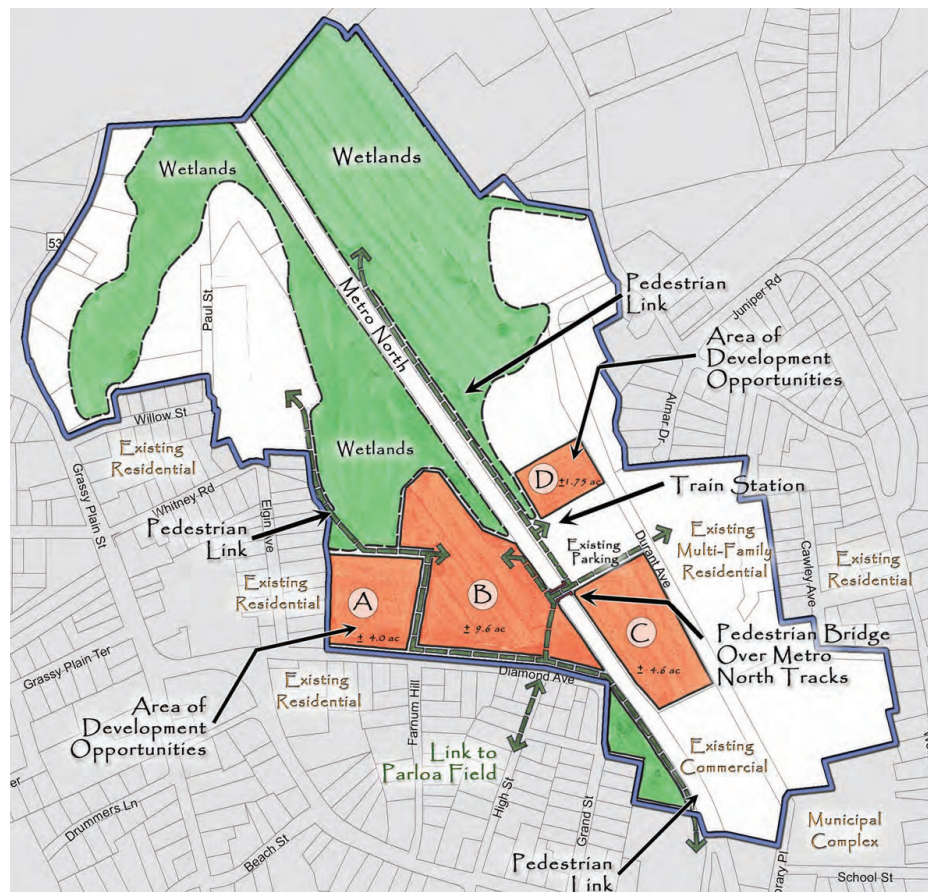 Wetlands
Wetlands
53
Paul St
Metro North
Pedestrian
Link
Juniper Rd
Area of
Development
Opportunities
Almar Dr.
Willow St
Existing
Residential
Wetlands
Grassy Plain St
Whitney Rd
Elgin Ave
D
±1.75 ac
Train Station
Pedestrian
Link
Existing
Parking
Durant Ave
Existing
Multi-Family
Residential
Cawley Ave
Existing
Residential
Existing
Residential
A
± 4.0 ac
B
± 9.6 ac
C
± 4.6 ac
Pedestrian Bridge
Over Metro
North Tracks
Grassy Plain Ter
Existing
Residential
Diamond Ave
Farnum Hill
Area of
Development
Opportunities
Link to
Parloa Field
High St
Grand St
Existing
Commercial
Drummers Ln
Beach St
Municipal
Complex
Pedestrian
Link
brary Pl
School St